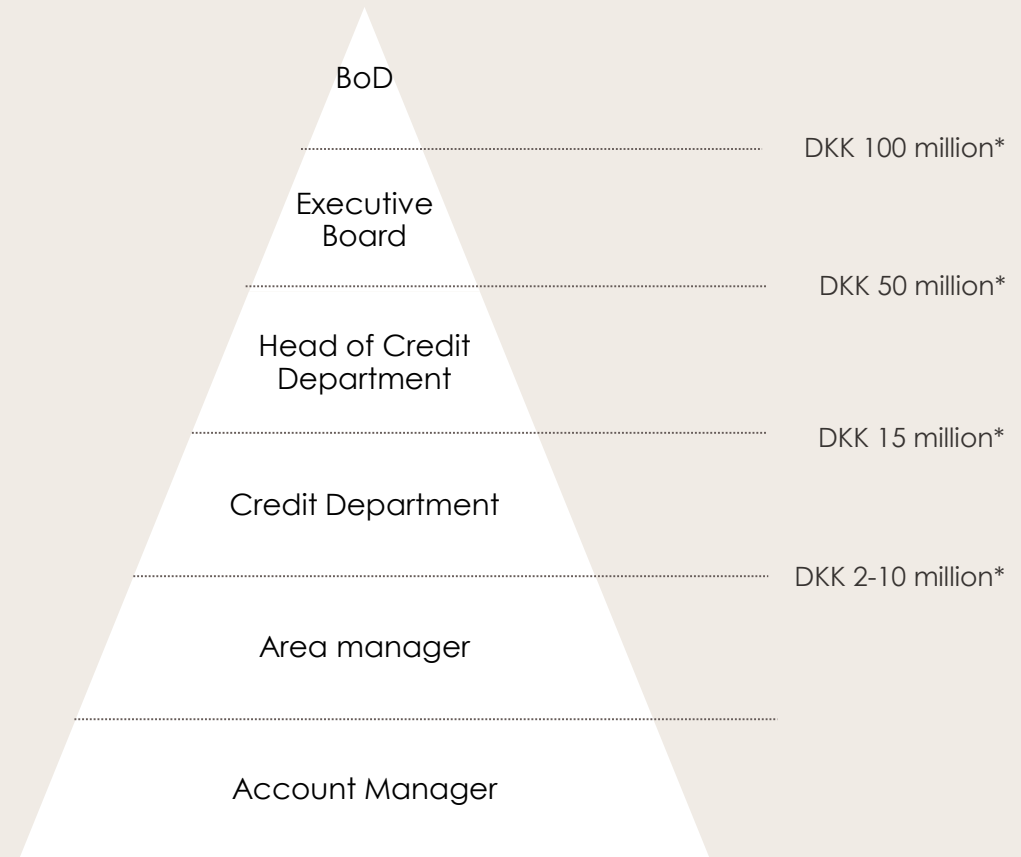 BoD
DKK 100 million*
Executive
Board
DKK 50 million*
Head of Credit
Department
DKK 15 million*
Credit Department
DKK 2-10 million*
Area manager
Account Manager